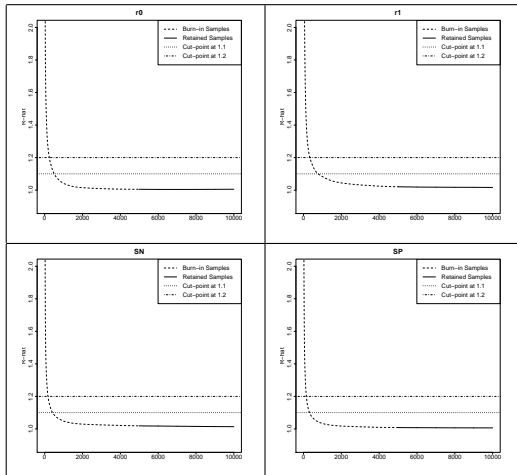 r0
Burn-in Samples
Retained Samples
Cut-point at 1.1
Cut-point at 1.2
R-hat
2.0
1.8
1.6
1.4
1.2
1.0
0 2000 4000 6000 8000 10000
r1
Burn-in Samples
Retained Samples
Cut-point at 1.1
Cut-point at 1.2
R-hat
2.0
1.8
1.6
1.4
1.2
1.0
0 2000 4000 6000 8000 10000
SN
Burn-in Samples
Retained Samples
Cut-point at 1.1
Cut-point at 1.2
R-hat
2.0
1.8
1.6
1.4
1.2
1.0
0 2000 4000 6000 8000 10000
SP
Burn-in Samples
Retained Samples
Cut-point at 1.1
Cut-point at 1.2
R-hat
2.0
1.8
1.6
1.4
1.2
1.0
0 2000 4000 6000 8000 10000